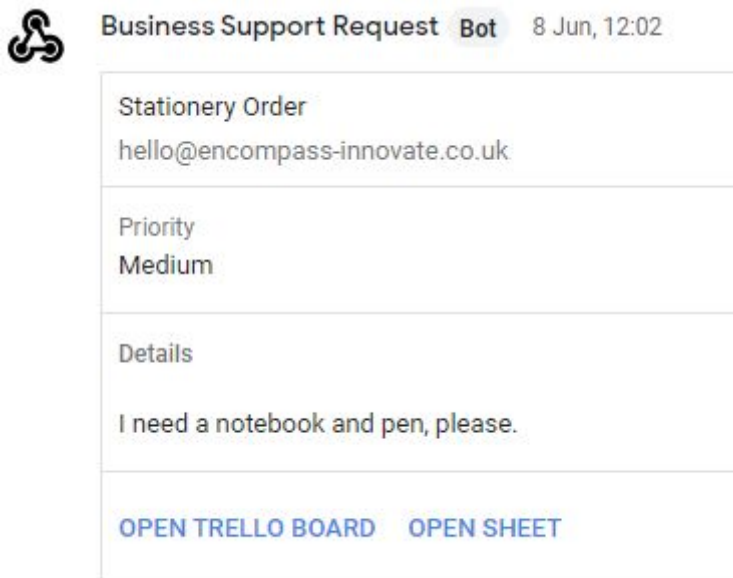 Business Support Request Bot 8 Jun, 12:02
Stationery Order
hello@encompass-innovate.co.uk
Priority
Medium
Details
I need a notebook and pen, please.
OPEN TRELLO BOARD OPEN SHEET